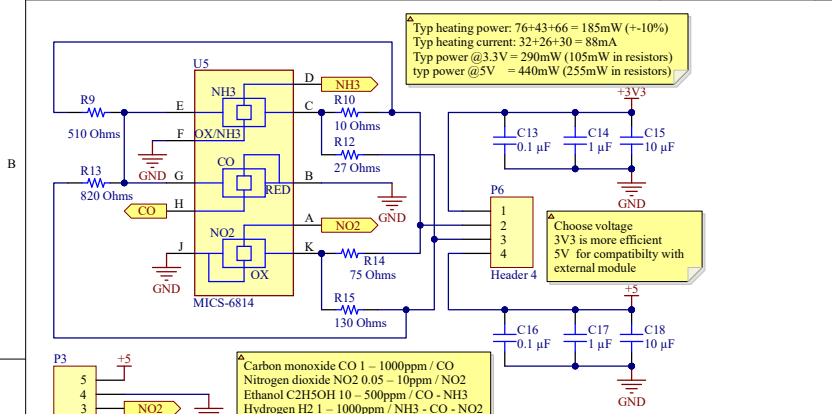 Typ heating power: 76+43+66 = 185mW (+-10%)
Typ heating current: 32+26+30 = 88mA
Typ power @3.3V = 290mW (105mW in resistors)
typ power @5V = 440mW (255mW in resistors)
U5
NH3
D
NH3
R9
510 Ohms
E
C
R10
10 Ohms
F
OX/NH3
GND
R12
27 Ohms
+3V3
C13
0.1 µF
C14
1 µF
C15
10 µF
GND
B
CO
R13
820 Ohms
G
RED
B
GND
CO
H
A
NO2
NO2
J
K
OX
GND
R14
75 Ohms
MICS-6814
R15
130 Ohms
P6
1
2
3
4
Header 4
Choose voltage
3V3 is more efficient
5V for compatibilty with
external module
+5
C16
0.1 µF
C17
1 µF
C18
10 µF
GND
P3
+5
5
4
3
NO2
Carbon monoxide CO 1 – 1000ppm / CO
Nitrogen dioxide NO2 0.05 – 10ppm / NO2
Ethanol C2H5OH 10 – 500ppm / CO - NH3
Hydrogen H2 1 – 1000ppm / NH3 - CO - NO2